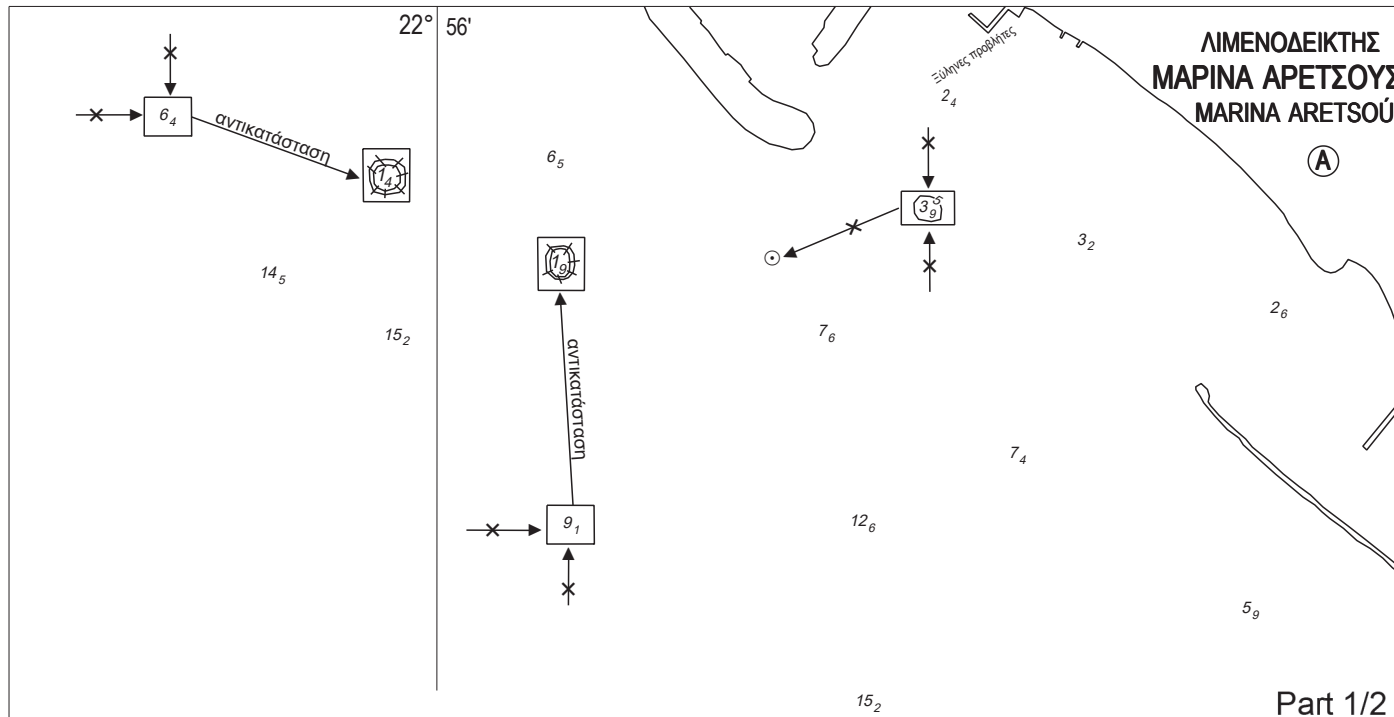 22° 56'
ΛΙΜΕΝΟΔΕΙΚΤΗΣ
ΜΑΡΙΝΑ ΑΡΕΤΣΟΥΣ
MARINA ARETSOÚ
A
Ξύλινες προβλήτες
2₄
6₄
αντικατάσταση
1₄
6₅
3₉ S
3₂
1₉
14₅
2₆
15₂
7₆
αντικατάσταση
7₄
9₁
12₆
5₉
15₂
Part 1/2